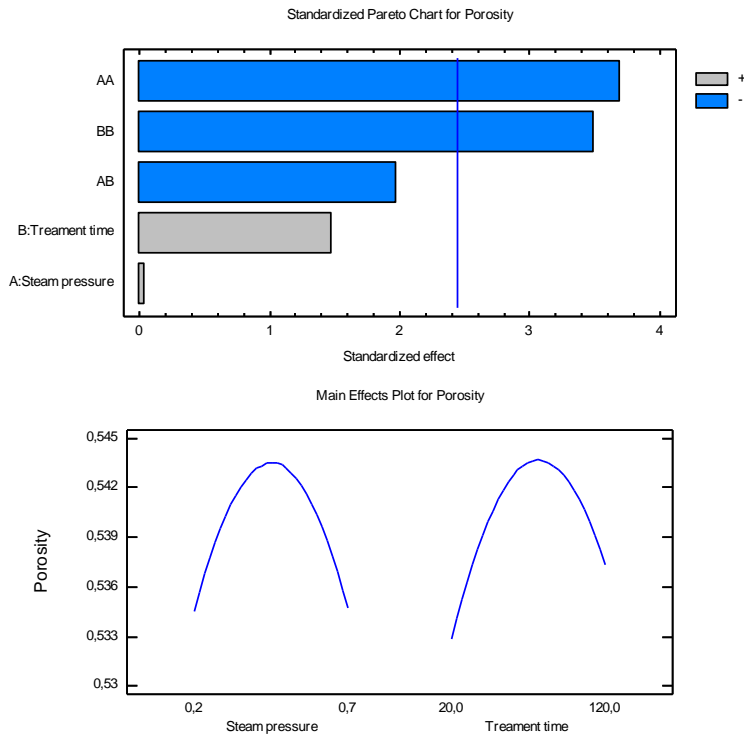 Standardized Pareto Chart for Porosity
AA
+
-
BB
AB
B:Treament time
A:Steam pressure
0 1 2 3 4
Standardized effect
Main Effects Plot for Porosity
0,545
0,542
0,539
0,536
0,533
0,53
Porosity
0,2 0,7 20,0 120,0
Steam pressure Treament time